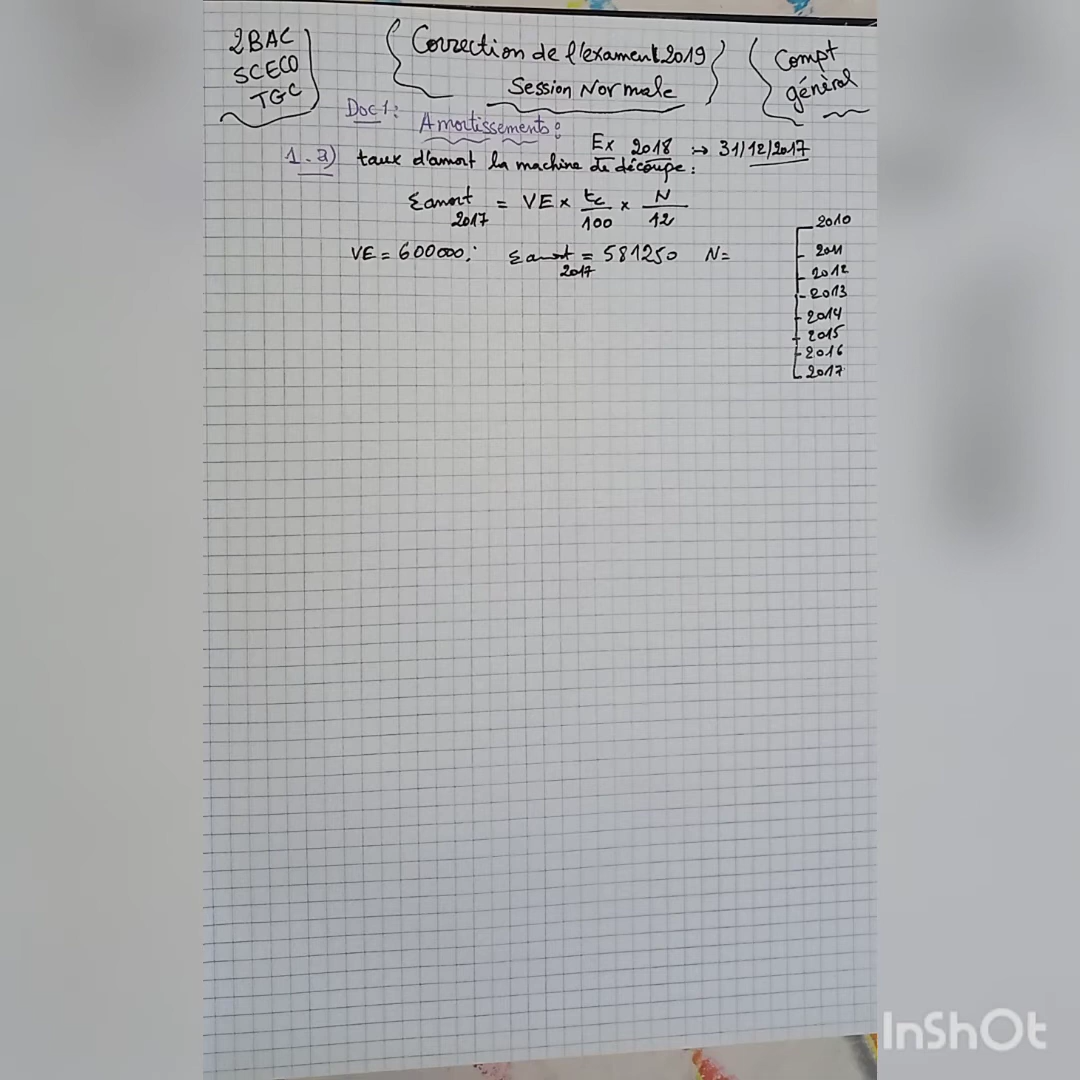 2BAC
SCECO
TGC
Correction de l'examen 2019
Session Normale
Compt
général
Doc 1:
Amortissements:
Ex 2018 → 31/12/2017
1-a) taux d'amort la machine de découpe:
Σamort 2017 = VE × tc/100 × N/12
VE = 600000; Σamort 2017 = 581250 N=
2010
2011
2012
2013
2014
2015
2016
2017
InShOt